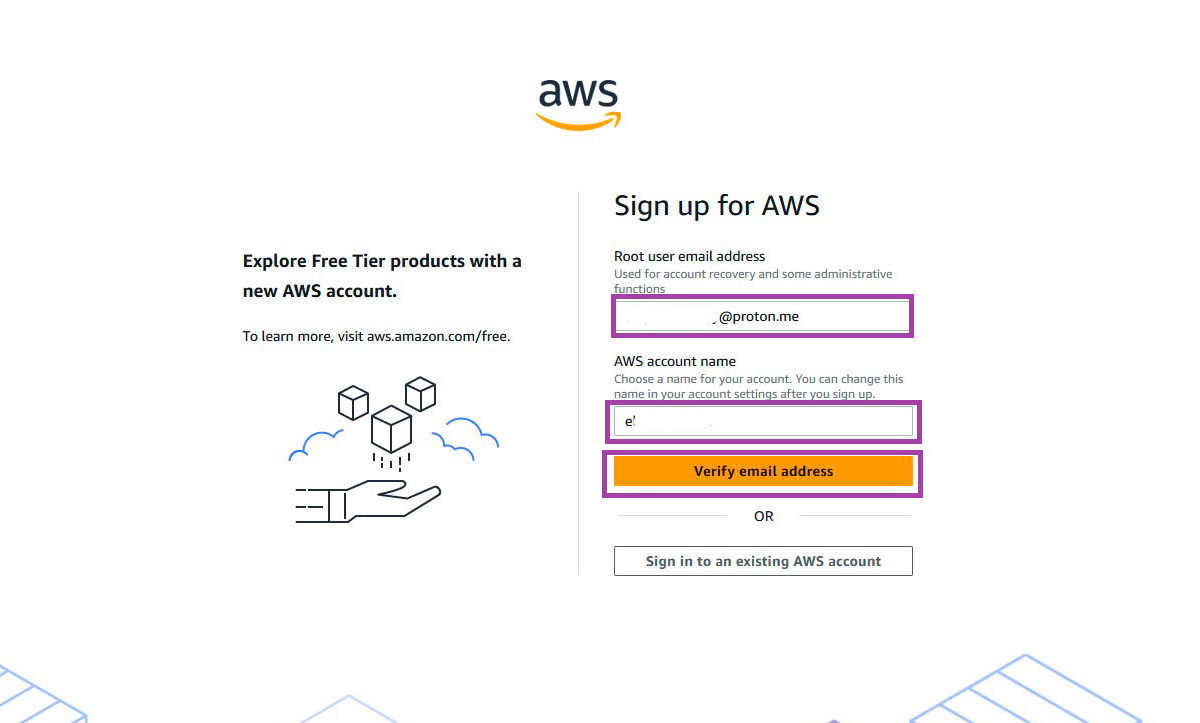 aws
Explore Free Tier products with a
new AWS account.
To learn more, visit aws.amazon.com/free.
Sign up for AWS
Root user email address
Used for account recovery and some administrative
functions
@proton.me
AWS account name
Choose a name for your account. You can change this
name in your account settings after you sign up.
Verify email address
OR
Sign in to an existing AWS account